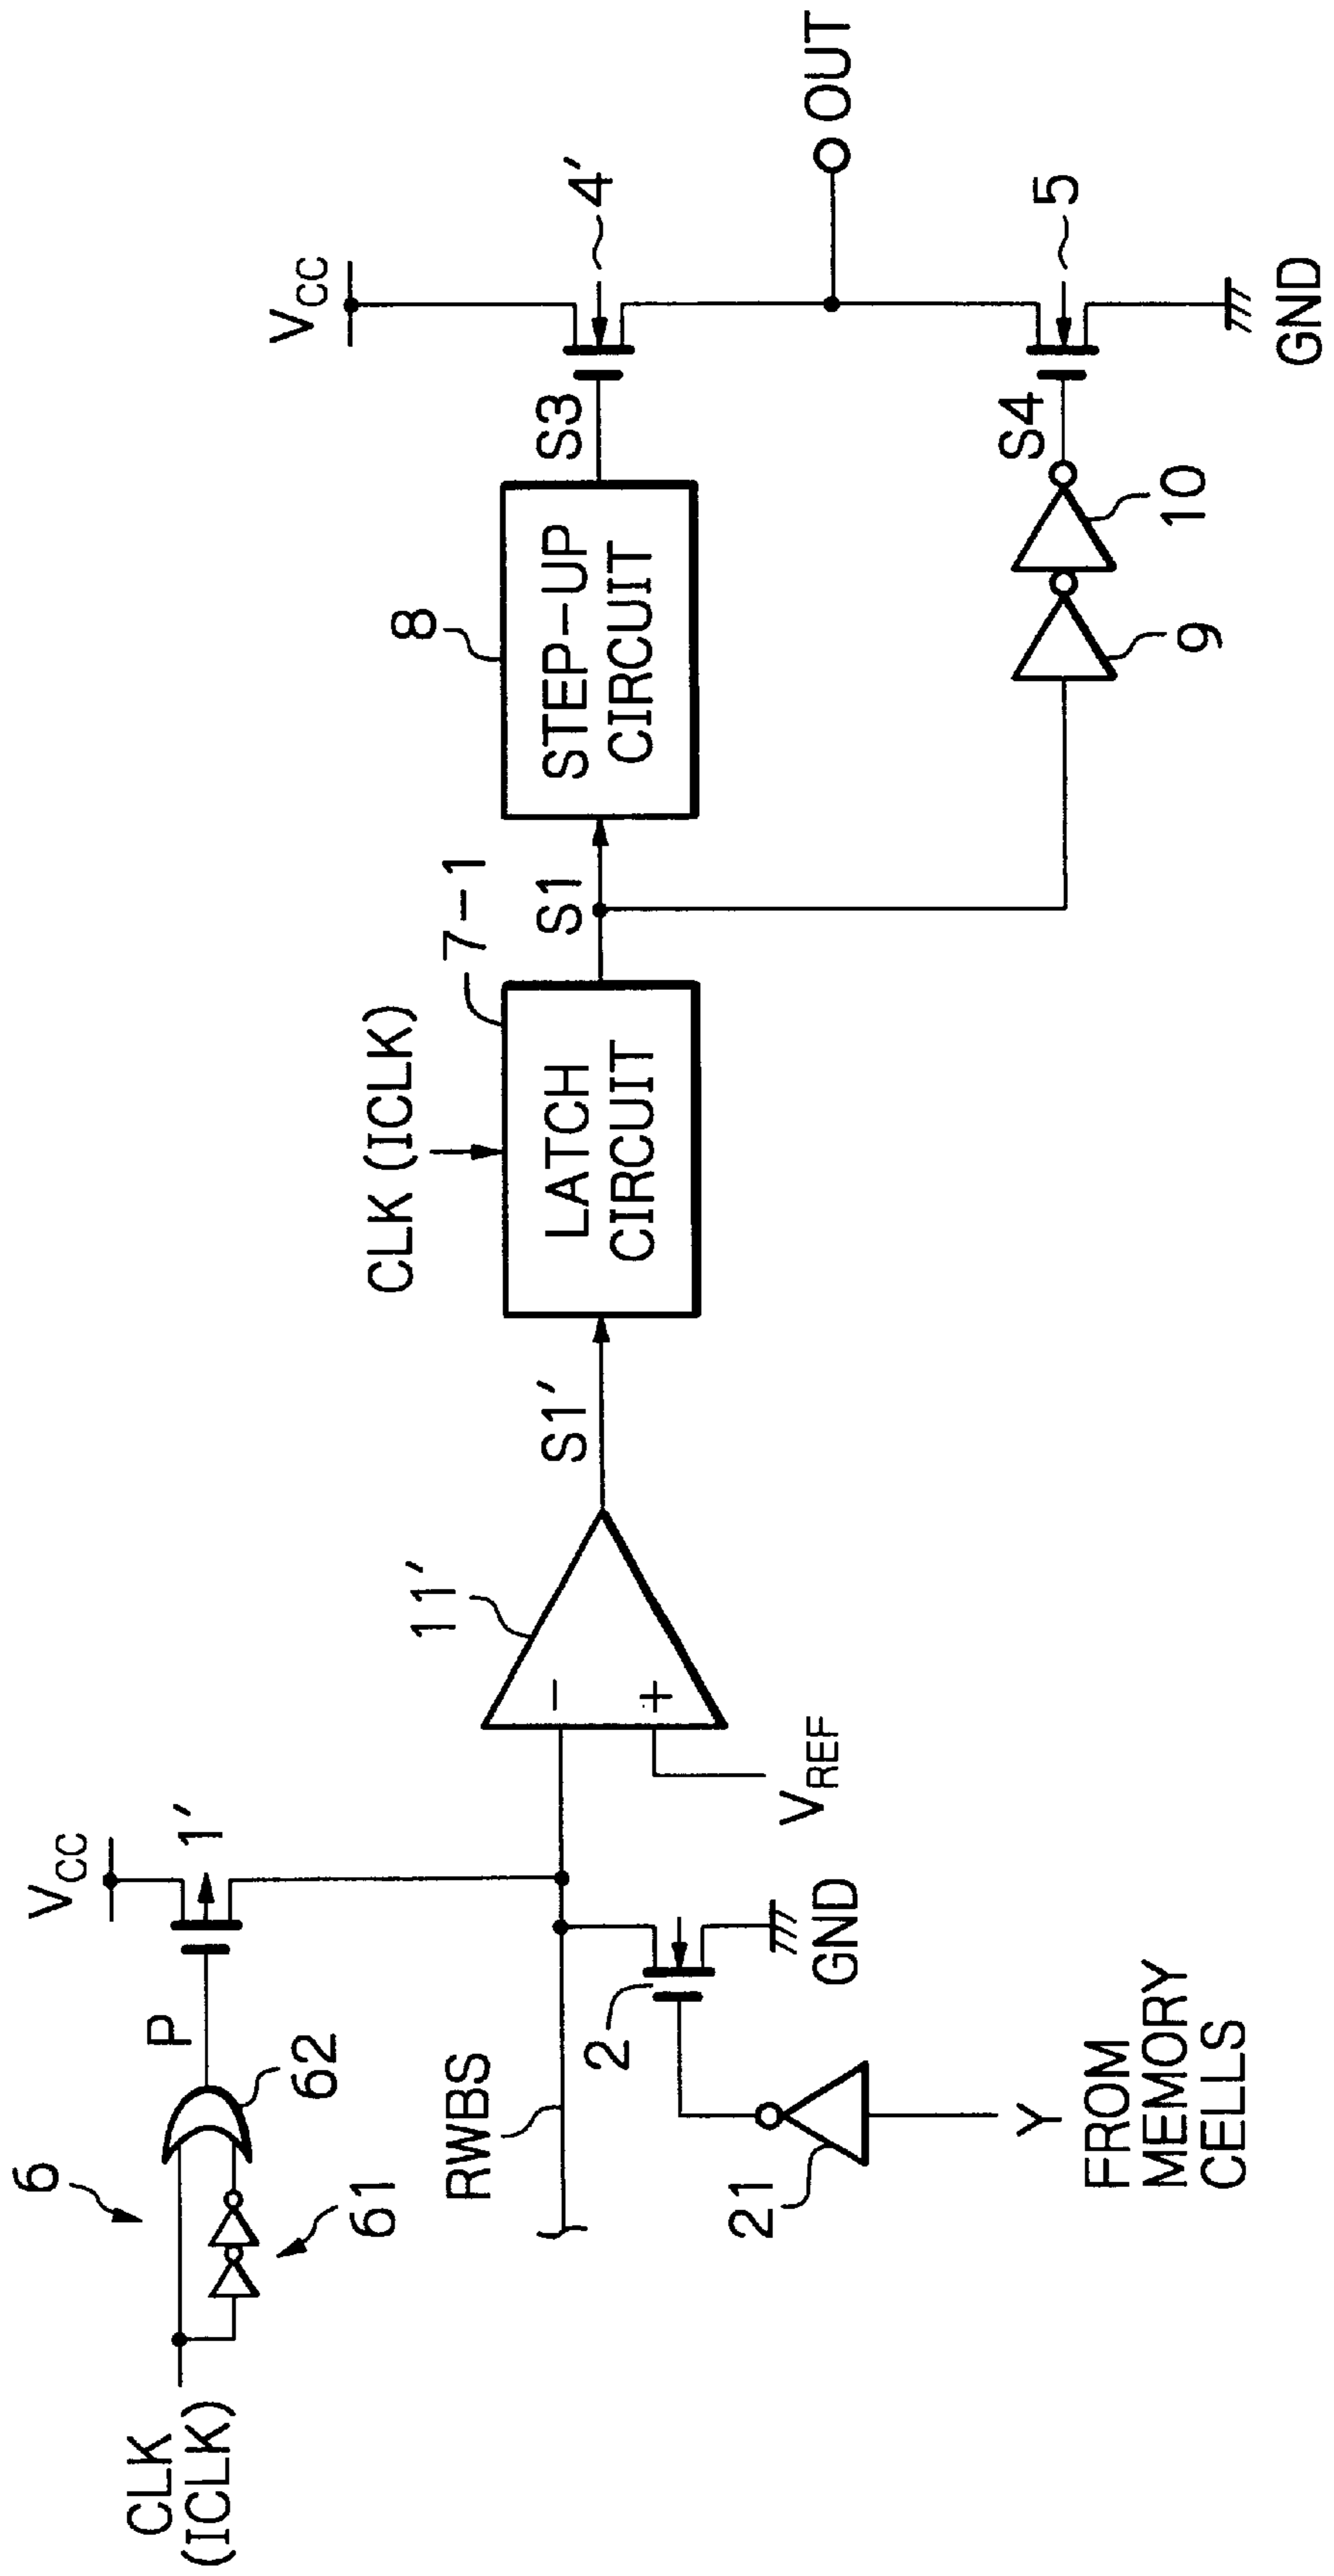 CLK
(ICLK)
6
61
62
P
VCC
1′
RWBS
2
GND
21
Y
FROM
MEMORY
CELLS
VREF
−
+
11′
S1′
CLK (ICLK)
7-1
LATCH
CIRCUIT
S1
8
STEP-UP
CIRCUIT
S3
9
10
S4
VCC
4′
5
GND
OUT